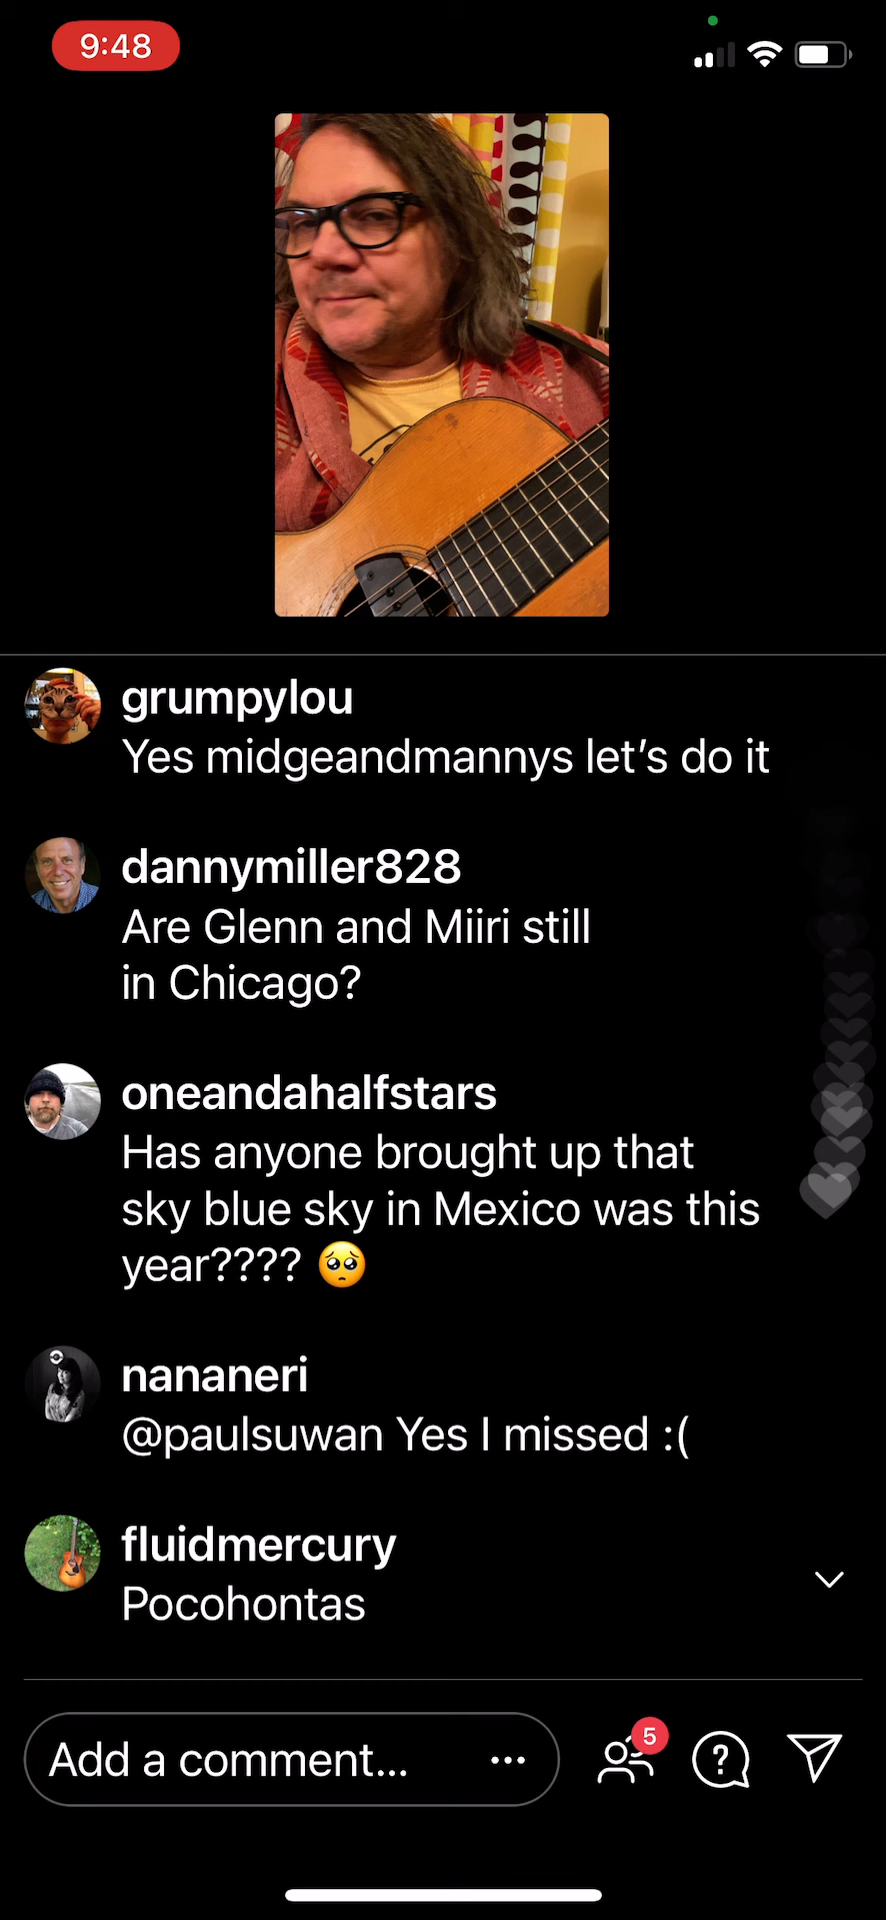 9:48
grumpylou
Yes midgeandmannys let’s do it
dannymiller828
Are Glenn and Miiri still
in Chicago?
oneandahalfstars
Has anyone brought up that
sky blue sky in Mexico was this
year???? 🥺
nananeri
@paulsuwan Yes I missed :(
fluidmercury
Pocohontas
Add a comment...
5
?